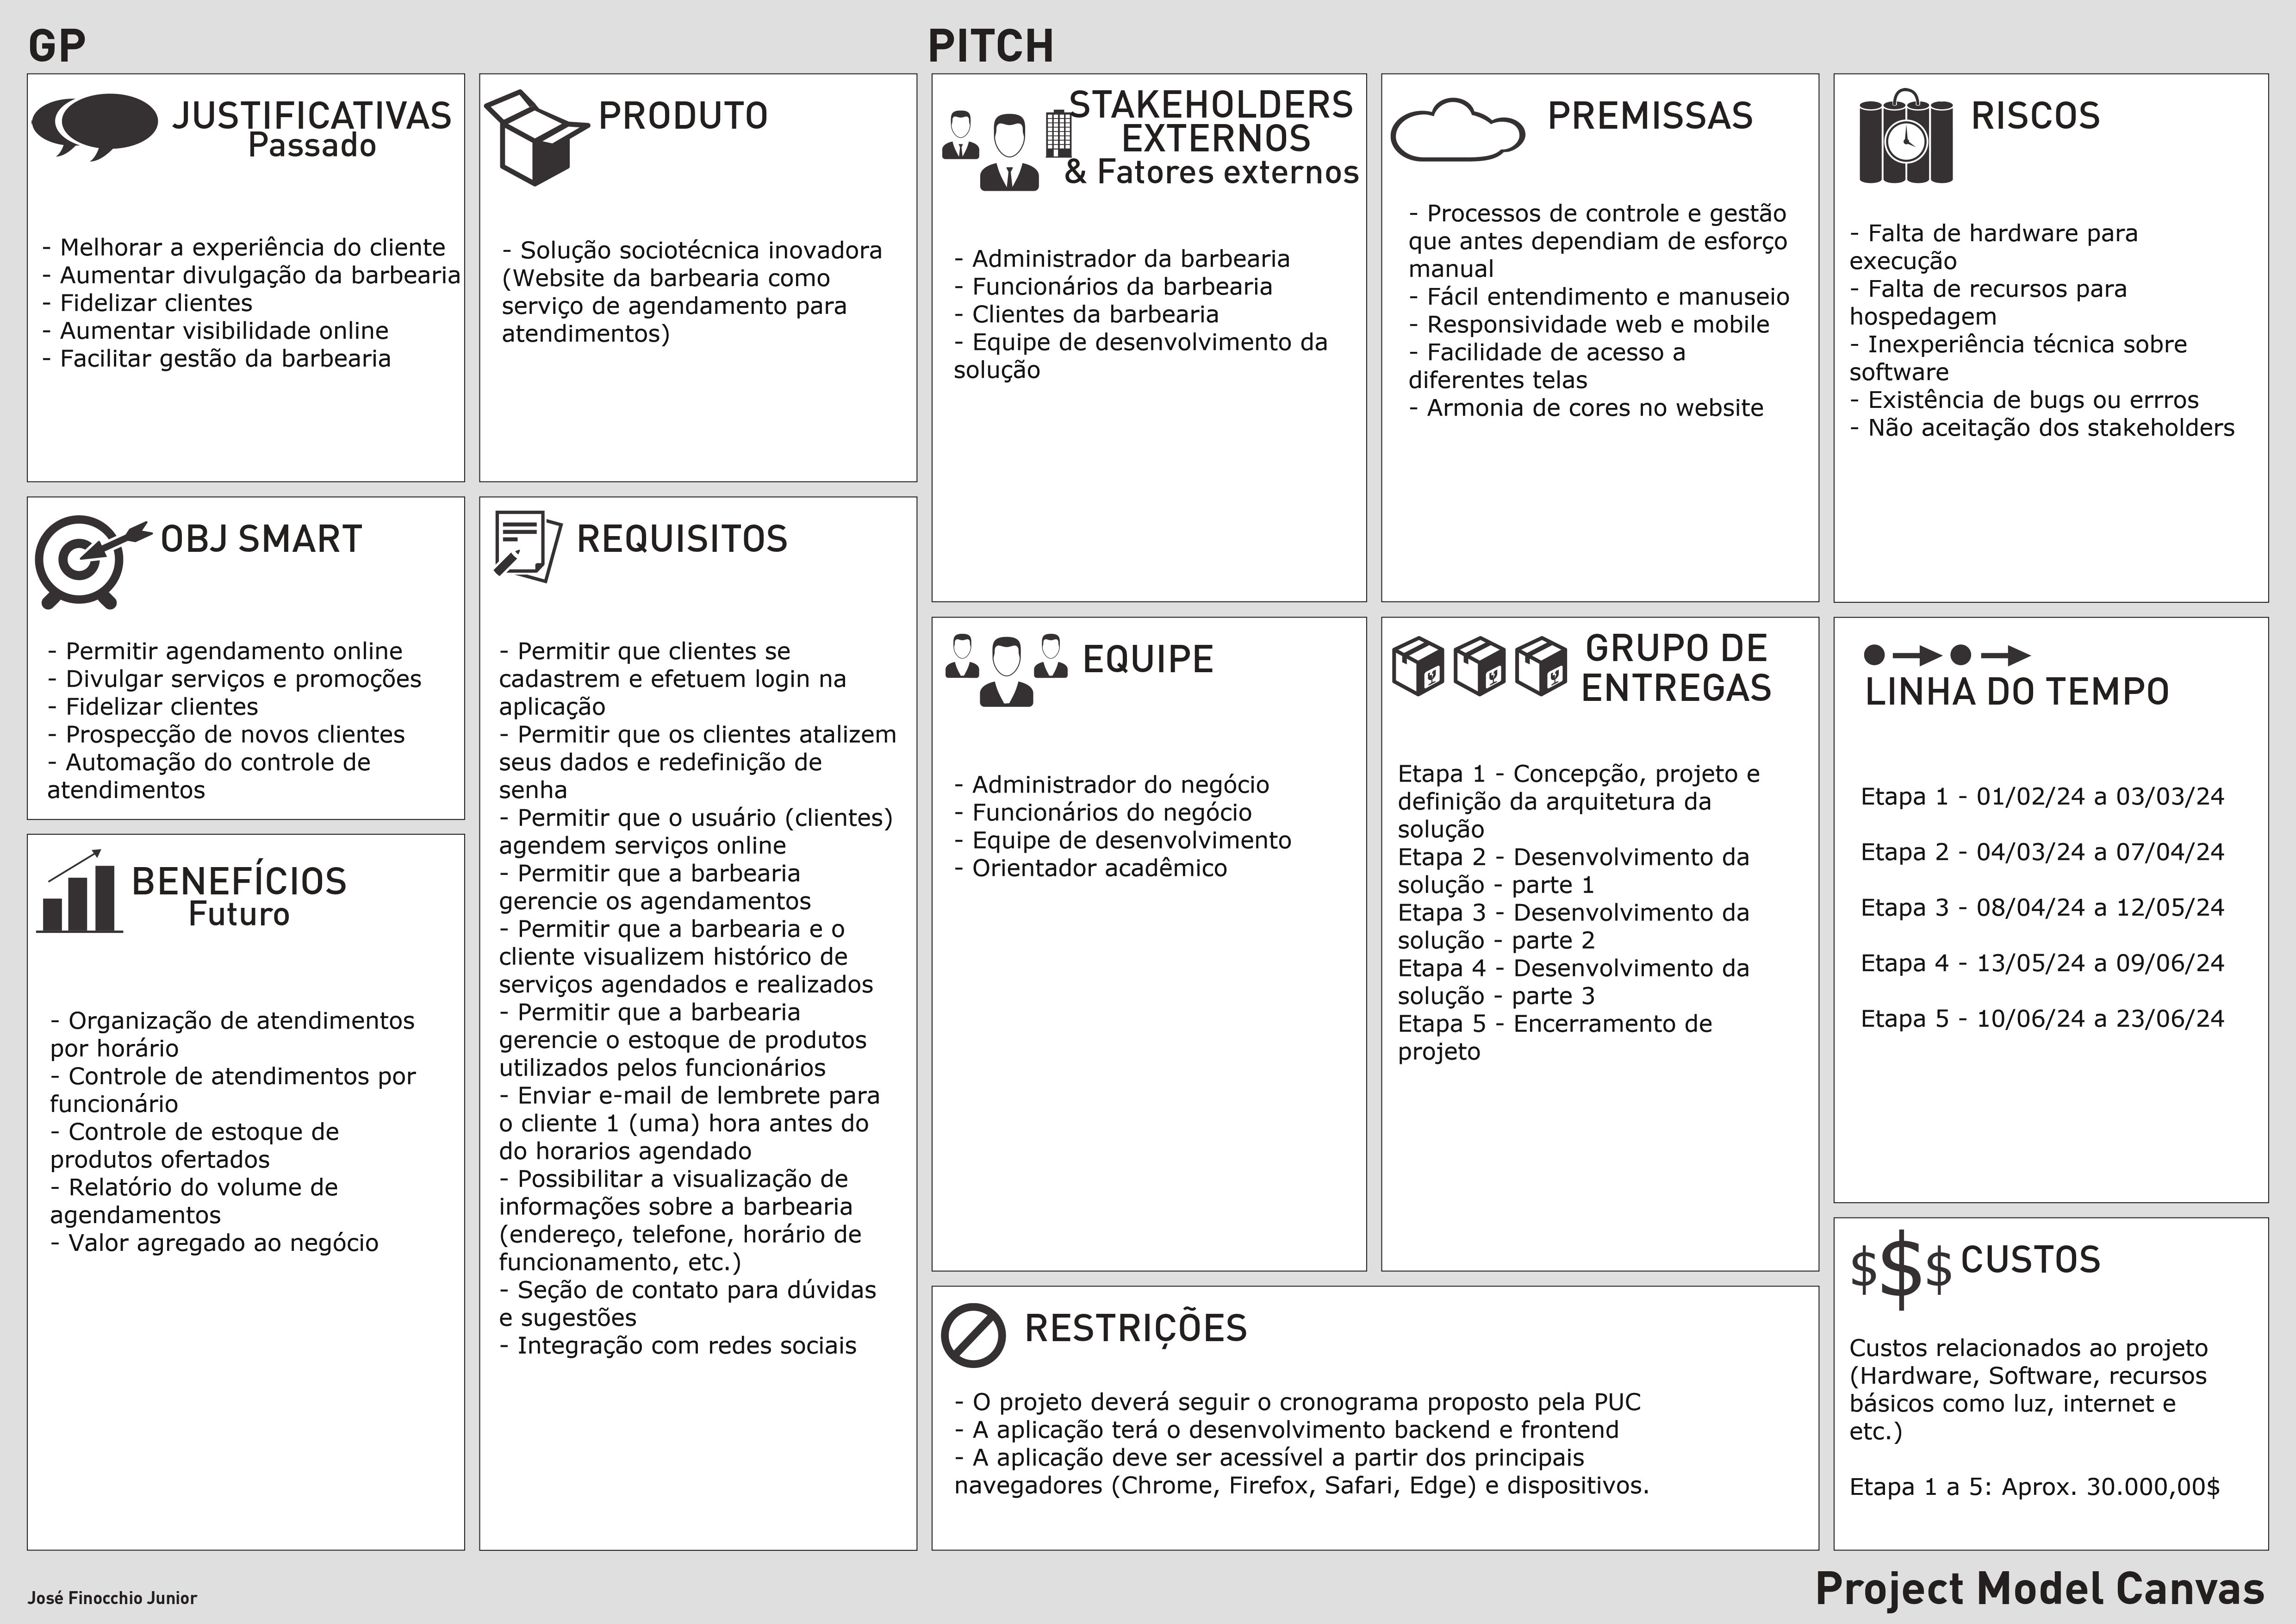 GP
PITCH
JUSTIFICATIVAS
Passado
- Melhorar a experiência do cliente
- Aumentar divulgação da barbearia
- Fidelizar clientes
- Aumentar visibilidade online
- Facilitar gestão da barbearia
PRODUTO
- Solução sociotécnica inovadora
(Website da barbearia como
serviço de agendamento para
atendimentos)
STAKEHOLDERS
EXTERNOS
& Fatores externos
- Administrador da barbearia
- Funcionários da barbearia
- Clientes da barbearia
- Equipe de desenvolvimento da
solução
PREMISSAS
- Processos de controle e gestão
que antes dependiam de esforço
manual
- Fácil entendimento e manuseio
- Responsividade web e mobile
- Facilidade de acesso a
diferentes telas
- Armonia de cores no website
RISCOS
- Falta de hardware para
execução
- Falta de recursos para
hospedagem
- Inexperiência técnica sobre
software
- Existência de bugs ou errros
- Não aceitação dos stakeholders
OBJ SMART
- Permitir agendamento online
- Divulgar serviços e promoções
- Fidelizar clientes
- Prospecção de novos clientes
- Automação do controle de
atendimentos
REQUISITOS
- Permitir que clientes se
cadastrem e efetuem login na
aplicação
- Permitir que os clientes atalizem
seus dados e redefinição de
senha
- Permitir que o usuário (clientes)
agendem serviços online
- Permitir que a barbearia
gerencie os agendamentos
- Permitir que a barbearia e o
cliente visualizem histórico de
serviços agendados e realizados
- Permitir que a barbearia
gerencie o estoque de produtos
utilizados pelos funcionários
- Enviar e-mail de lembrete para
o cliente 1 (uma) hora antes do
do horarios agendado
- Possibilitar a visualização de
informações sobre a barbearia
(endereço, telefone, horário de
funcionamento, etc.)
- Seção de contato para dúvidas
e sugestões
- Integração com redes sociais
BENEFÍCIOS
Futuro
- Organização de atendimentos
por horário
- Controle de atendimentos por
funcionário
- Controle de estoque de
produtos ofertados
- Relatório do volume de
agendamentos
- Valor agregado ao negócio
EQUIPE
- Administrador do negócio
- Funcionários do negócio
- Equipe de desenvolvimento
- Orientador acadêmico
GRUPO DE
ENTREGAS
Etapa 1 - Concepção, projeto e
definição da arquitetura da
solução
Etapa 2 - Desenvolvimento da
solução - parte 1
Etapa 3 - Desenvolvimento da
solução - parte 2
Etapa 4 - Desenvolvimento da
solução - parte 3
Etapa 5 - Encerramento de
projeto
LINHA DO TEMPO
Etapa 1 - 01/02/24 a 03/03/24
Etapa 2 - 04/03/24 a 07/04/24
Etapa 3 - 08/04/24 a 12/05/24
Etapa 4 - 13/05/24 a 09/06/24
Etapa 5 - 10/06/24 a 23/06/24
RESTRIÇÕES
- O projeto deverá seguir o cronograma proposto pela PUC
- A aplicação terá o desenvolvimento backend e frontend
- A aplicação deve ser acessível a partir dos principais
navegadores (Chrome, Firefox, Safari, Edge) e dispositivos.
$$$ CUSTOS
Custos relacionados ao projeto
(Hardware, Software, recursos
básicos como luz, internet e
etc.)
Etapa 1 a 5: Aprox. 30.000,00$
José Finocchio Junior
Project Model Canvas